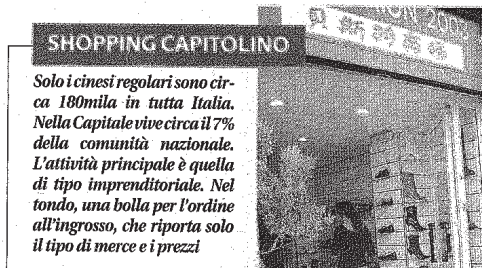 SHOPPING CAPITOLINO
Solo i cinesi regolari sono cir-
ca 180mila in tutta Italia.
Nella Capitale vive circa il 7%
della comunità nazionale.
L'attività principale è quella
di tipo imprenditoriale. Nel
tondo, una bolla per l'ordine
all'ingrosso, che riporta solo
il tipo di merce e i prezzi